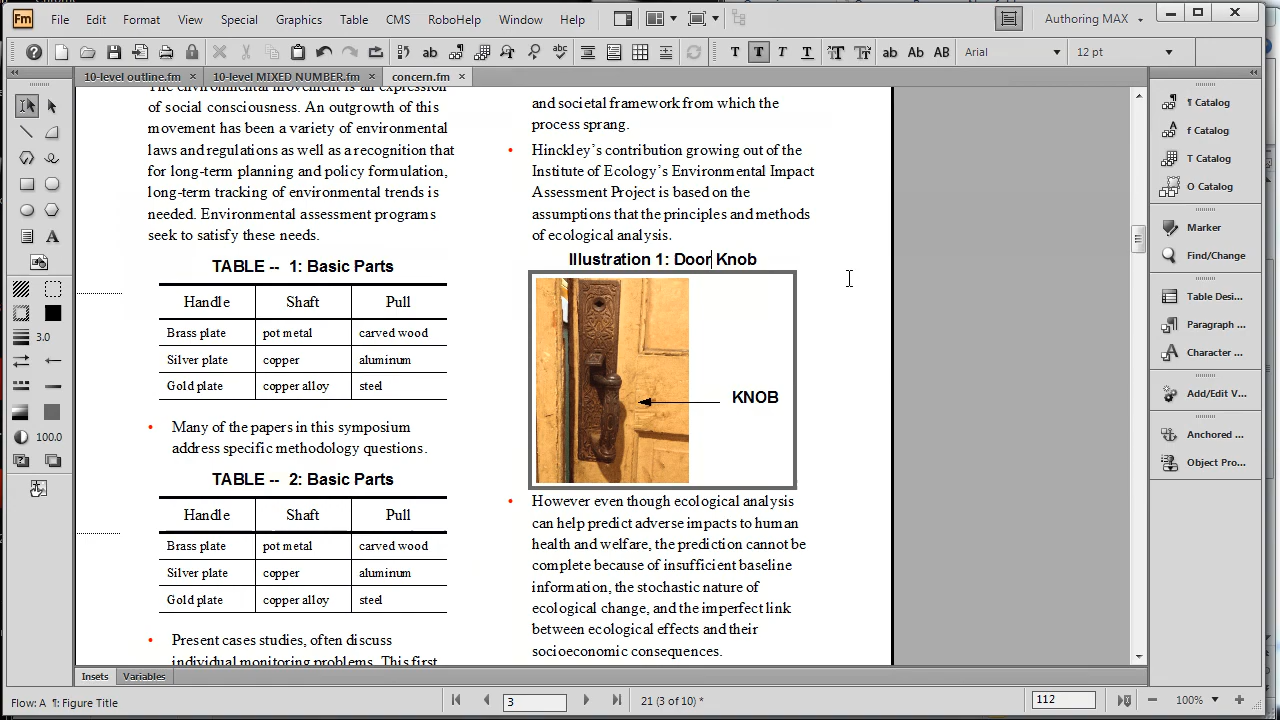 Fm File Edit Format View Special Graphics Table CMS RoboHelp Window Help Authoring MAX
Arial 12 pt
10-level outline.fm 10-level MIXED NUMBER.fm concern.fm
The environmental movement is an expression
of social consciousness. An outgrowth of this
movement has been a variety of environmental
laws and regulations as well as a recognition that
for long-term planning and policy formulation,
long-term tracking of environmental trends is
needed. Environmental assessment programs
seek to satisfy these needs.
TABLE -- 1: Basic Parts
Handle Shaft Pull
Brass plate pot metal carved wood
Silver plate copper aluminum
Gold plate copper alloy steel
• Many of the papers in this symposium
address specific methodology questions.
TABLE -- 2: Basic Parts
Handle Shaft Pull
Brass plate pot metal carved wood
Silver plate copper aluminum
Gold plate copper alloy steel
• Present cases studies, often discuss
individual monitoring problems. This first
and societal framework from which the
process sprang.
• Hinckley’s contribution growing out of the
Institute of Ecology’s Environmental Impact
Assessment Project is based on the
assumptions that the principles and methods
of ecological analysis.
Illustration 1: Door Knob
KNOB
• However even though ecological analysis
can help predict adverse impacts to human
health and welfare, the prediction cannot be
complete because of insufficient baseline
information, the stochastic nature of
ecological change, and the imperfect link
between ecological effects and their
socioeconomic consequences.
3.0
100.0
¶ Catalog
f Catalog
T Catalog
O Catalog
Marker
Find/Change
Table Desi...
Paragraph ...
Character ...
Add/Edit V...
Anchored ...
Object Pro...
Insets Variables
Flow: A ¶: Figure Title 3 21 (3 of 10) * 112 100%